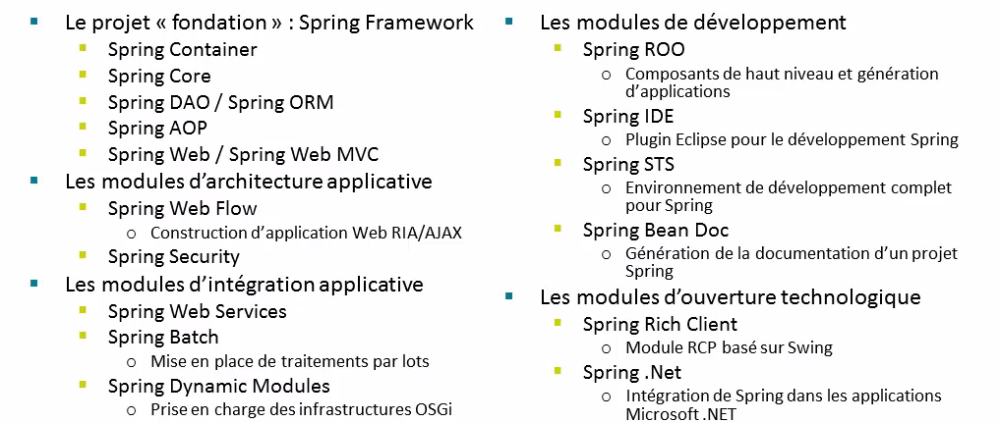 Le projet « fondation » : Spring Framework
Spring Container
Spring Core
Spring DAO / Spring ORM
Spring AOP
Spring Web / Spring Web MVC
Les modules d’architecture applicative
Spring Web Flow
Construction d’application Web RIA/AJAX
Spring Security
Les modules d’intégration applicative
Spring Web Services
Spring Batch
Mise en place de traitements par lots
Spring Dynamic Modules
Prise en charge des infrastructures OSGi
Les modules de développement
Spring ROO
Composants de haut niveau et génération
d’applications
Spring IDE
Plugin Eclipse pour le développement Spring
Spring STS
Environnement de développement complet
pour Spring
Spring Bean Doc
Génération de la documentation d’un projet
Spring
Les modules d’ouverture technologique
Spring Rich Client
Module RCP basé sur Swing
Spring .Net
Intégration de Spring dans les applications
Microsoft .NET